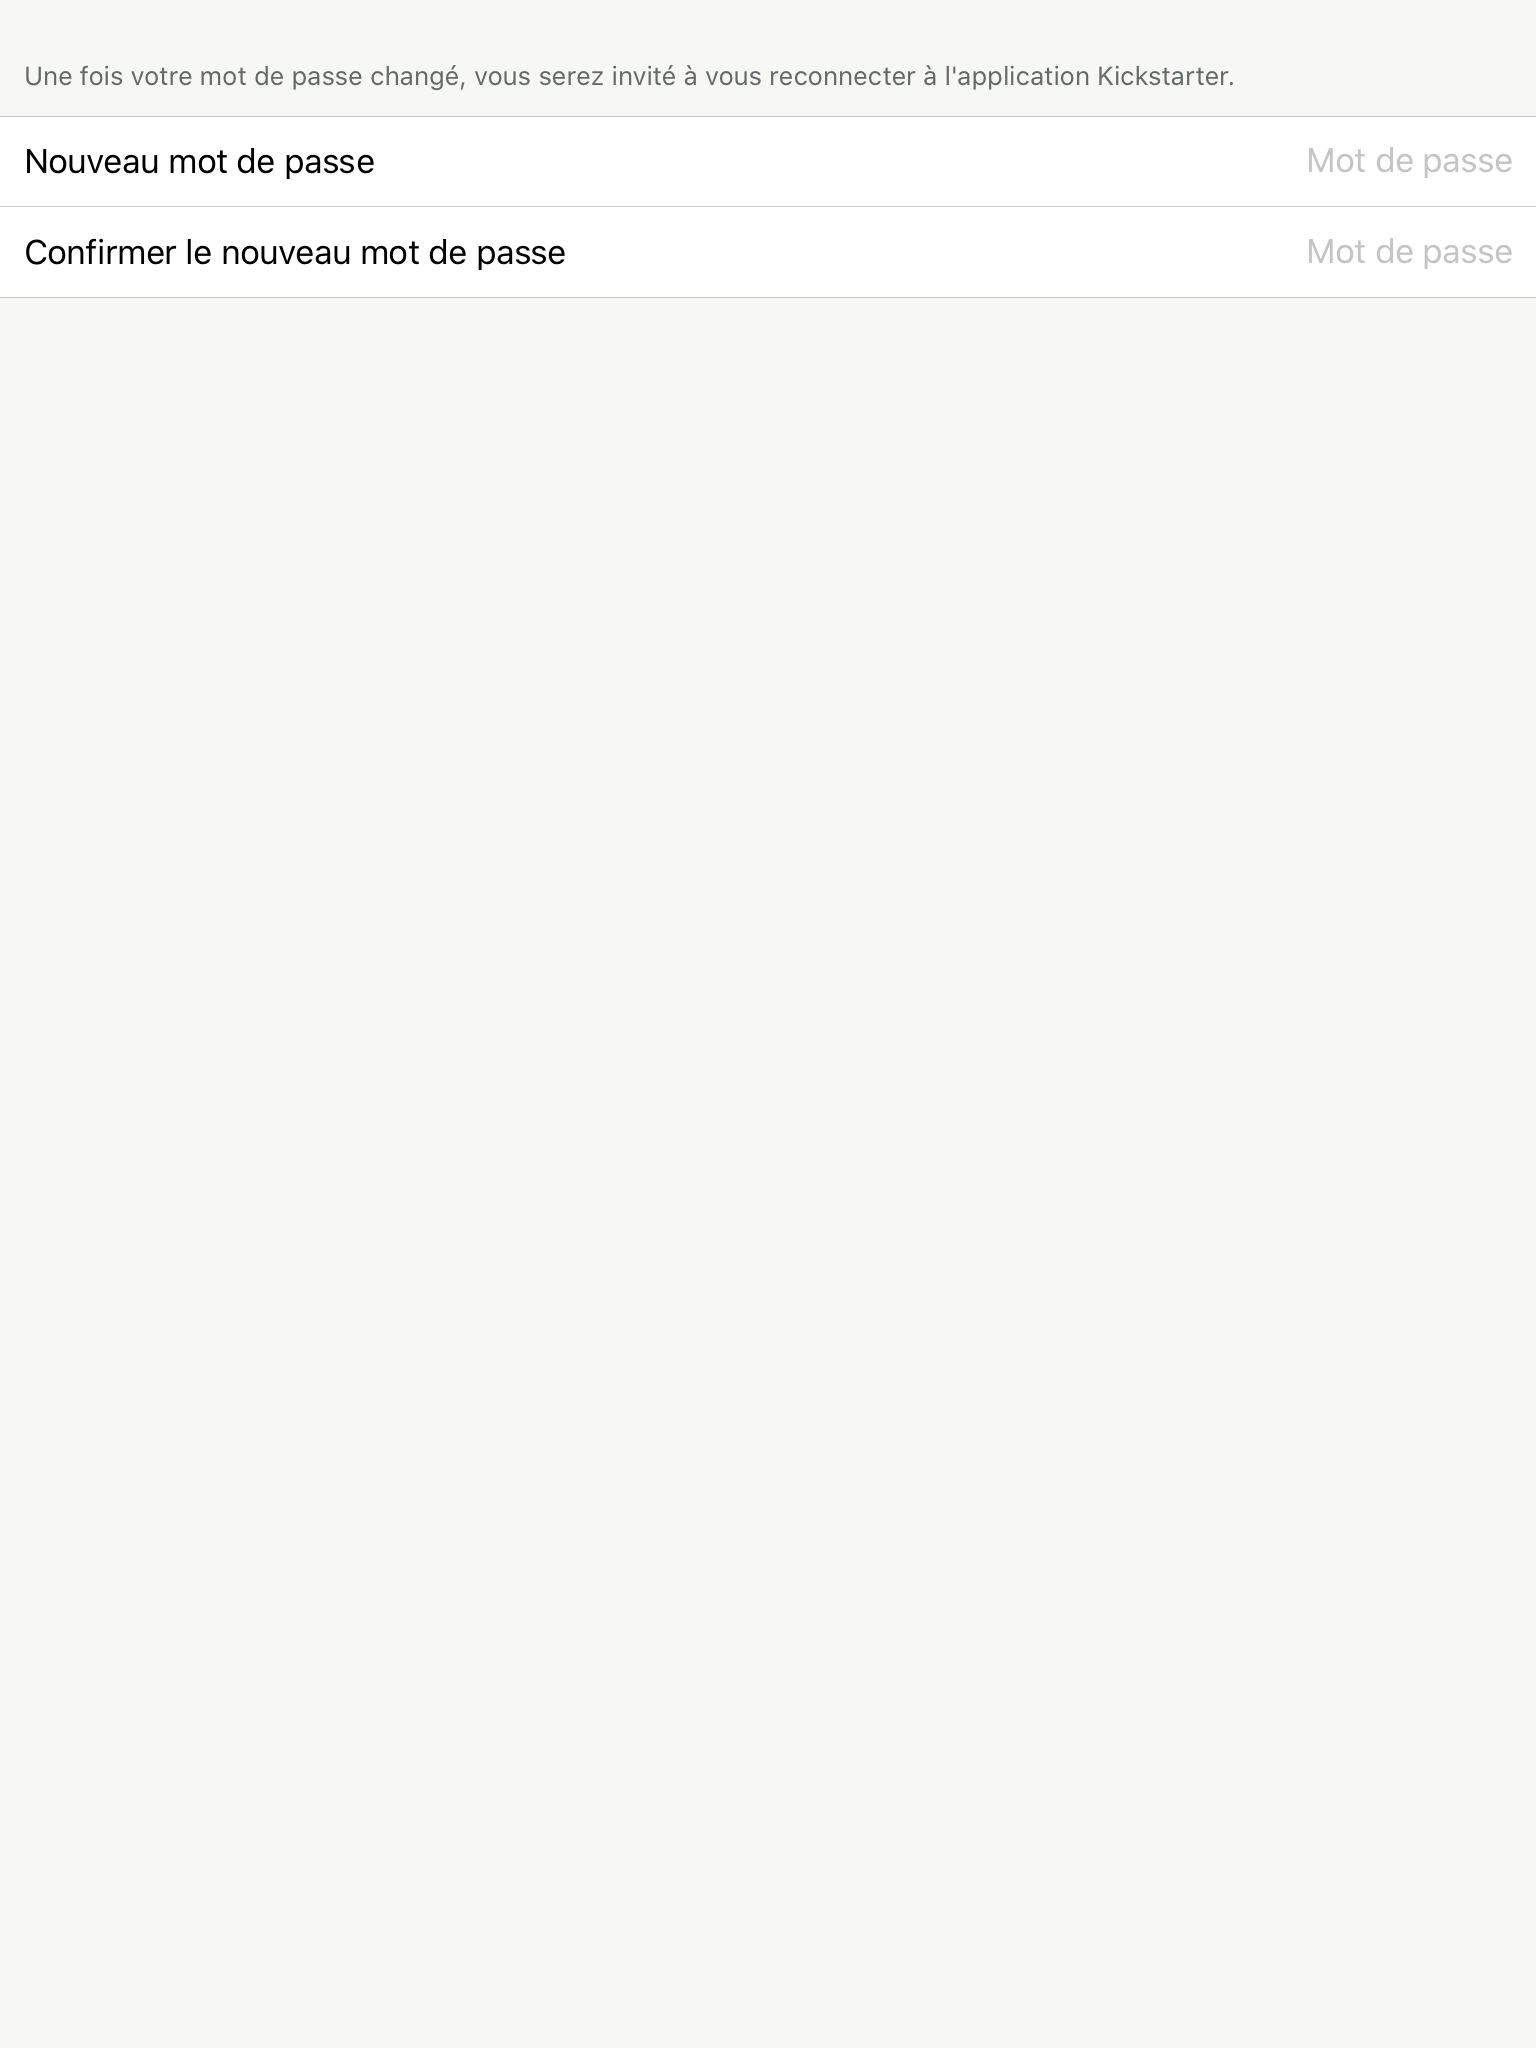 Une fois votre mot de passe changé, vous serez invité à vous reconnecter à l'application Kickstarter.
Nouveau mot de passe Mot de passe
Confirmer le nouveau mot de passe Mot de passe